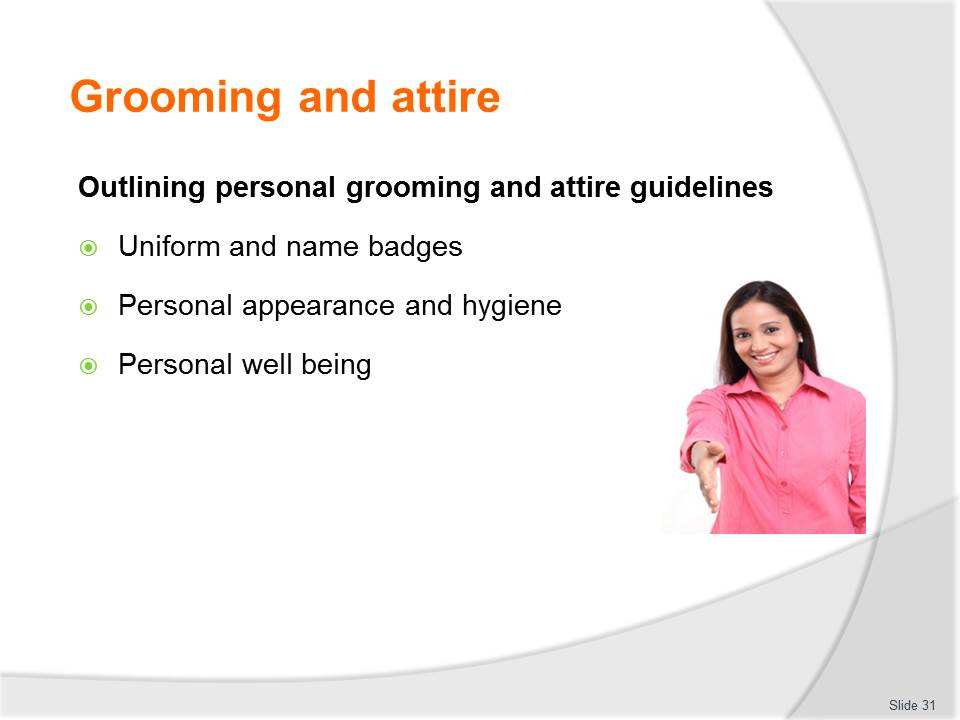 Grooming and attire
Outlining personal grooming and attire guidelines
Uniform and name badges
Personal appearance and hygiene
Personal well being
Slide 31